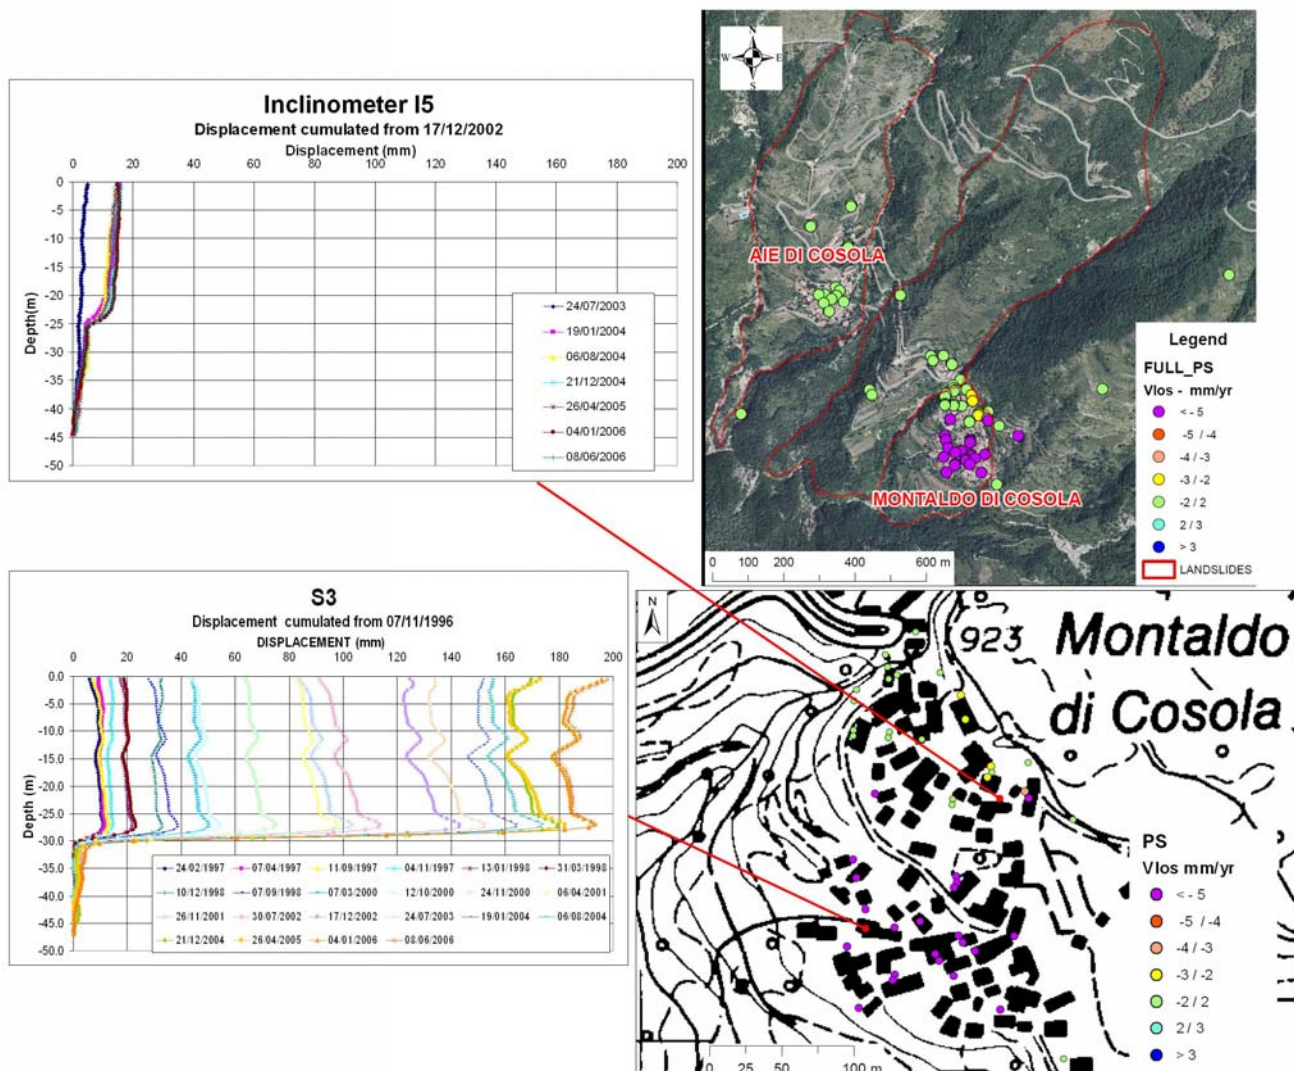 Inclinometer I5
Displacement cumulated from 17/12/2002
Displacement (mm)
0 20 40 60 80 100 120 140 160 180 200
0
-5
-10
-15
-20
-25
-30
-35
-40
-45
-50
Depth(m)
24/07/2003
19/01/2004
06/08/2004
21/12/2004
26/04/2005
04/01/2006
08/06/2006
N
W E
S
AIE DI COSOLA
MONTALDO DI COSOLA
0 100 200 400 600 m
Legend
FULL_PS
Vlos - mm/yr
< - 5
-5 / -4
-4 / -3
-3 / -2
-2 / 2
2 / 3
> 3
LANDSLIDES
S3
Displacement cumulated from 07/11/1996
DISPLACEMENT (mm)
0 20 40 60 80 100 120 140 160 180 200
0.0
-5.0
-10.0
-15.0
-20.0
-25.0
-30.0
-35.0
-40.0
-45.0
-50.0
Depth (m)
24/02/1997 07/04/1997 11/09/1997 04/11/1997 13/01/1998 31/03/1998
10/12/1998 07/09/1998 07/03/2000 12/10/2000 24/11/2000 06/04/2001
26/11/2001 30/07/2002 17/12/2002 24/07/2003 19/01/2004 06/08/2004
21/12/2004 26/04/2005 04/01/2006 08/06/2006
N
923 Montaldo
di Cosola
PS
Vlos mm/yr
< - 5
-5 / -4
-4 / -3
-3 / -2
-2 / 2
2 / 3
> 3
0 25 50 100 m